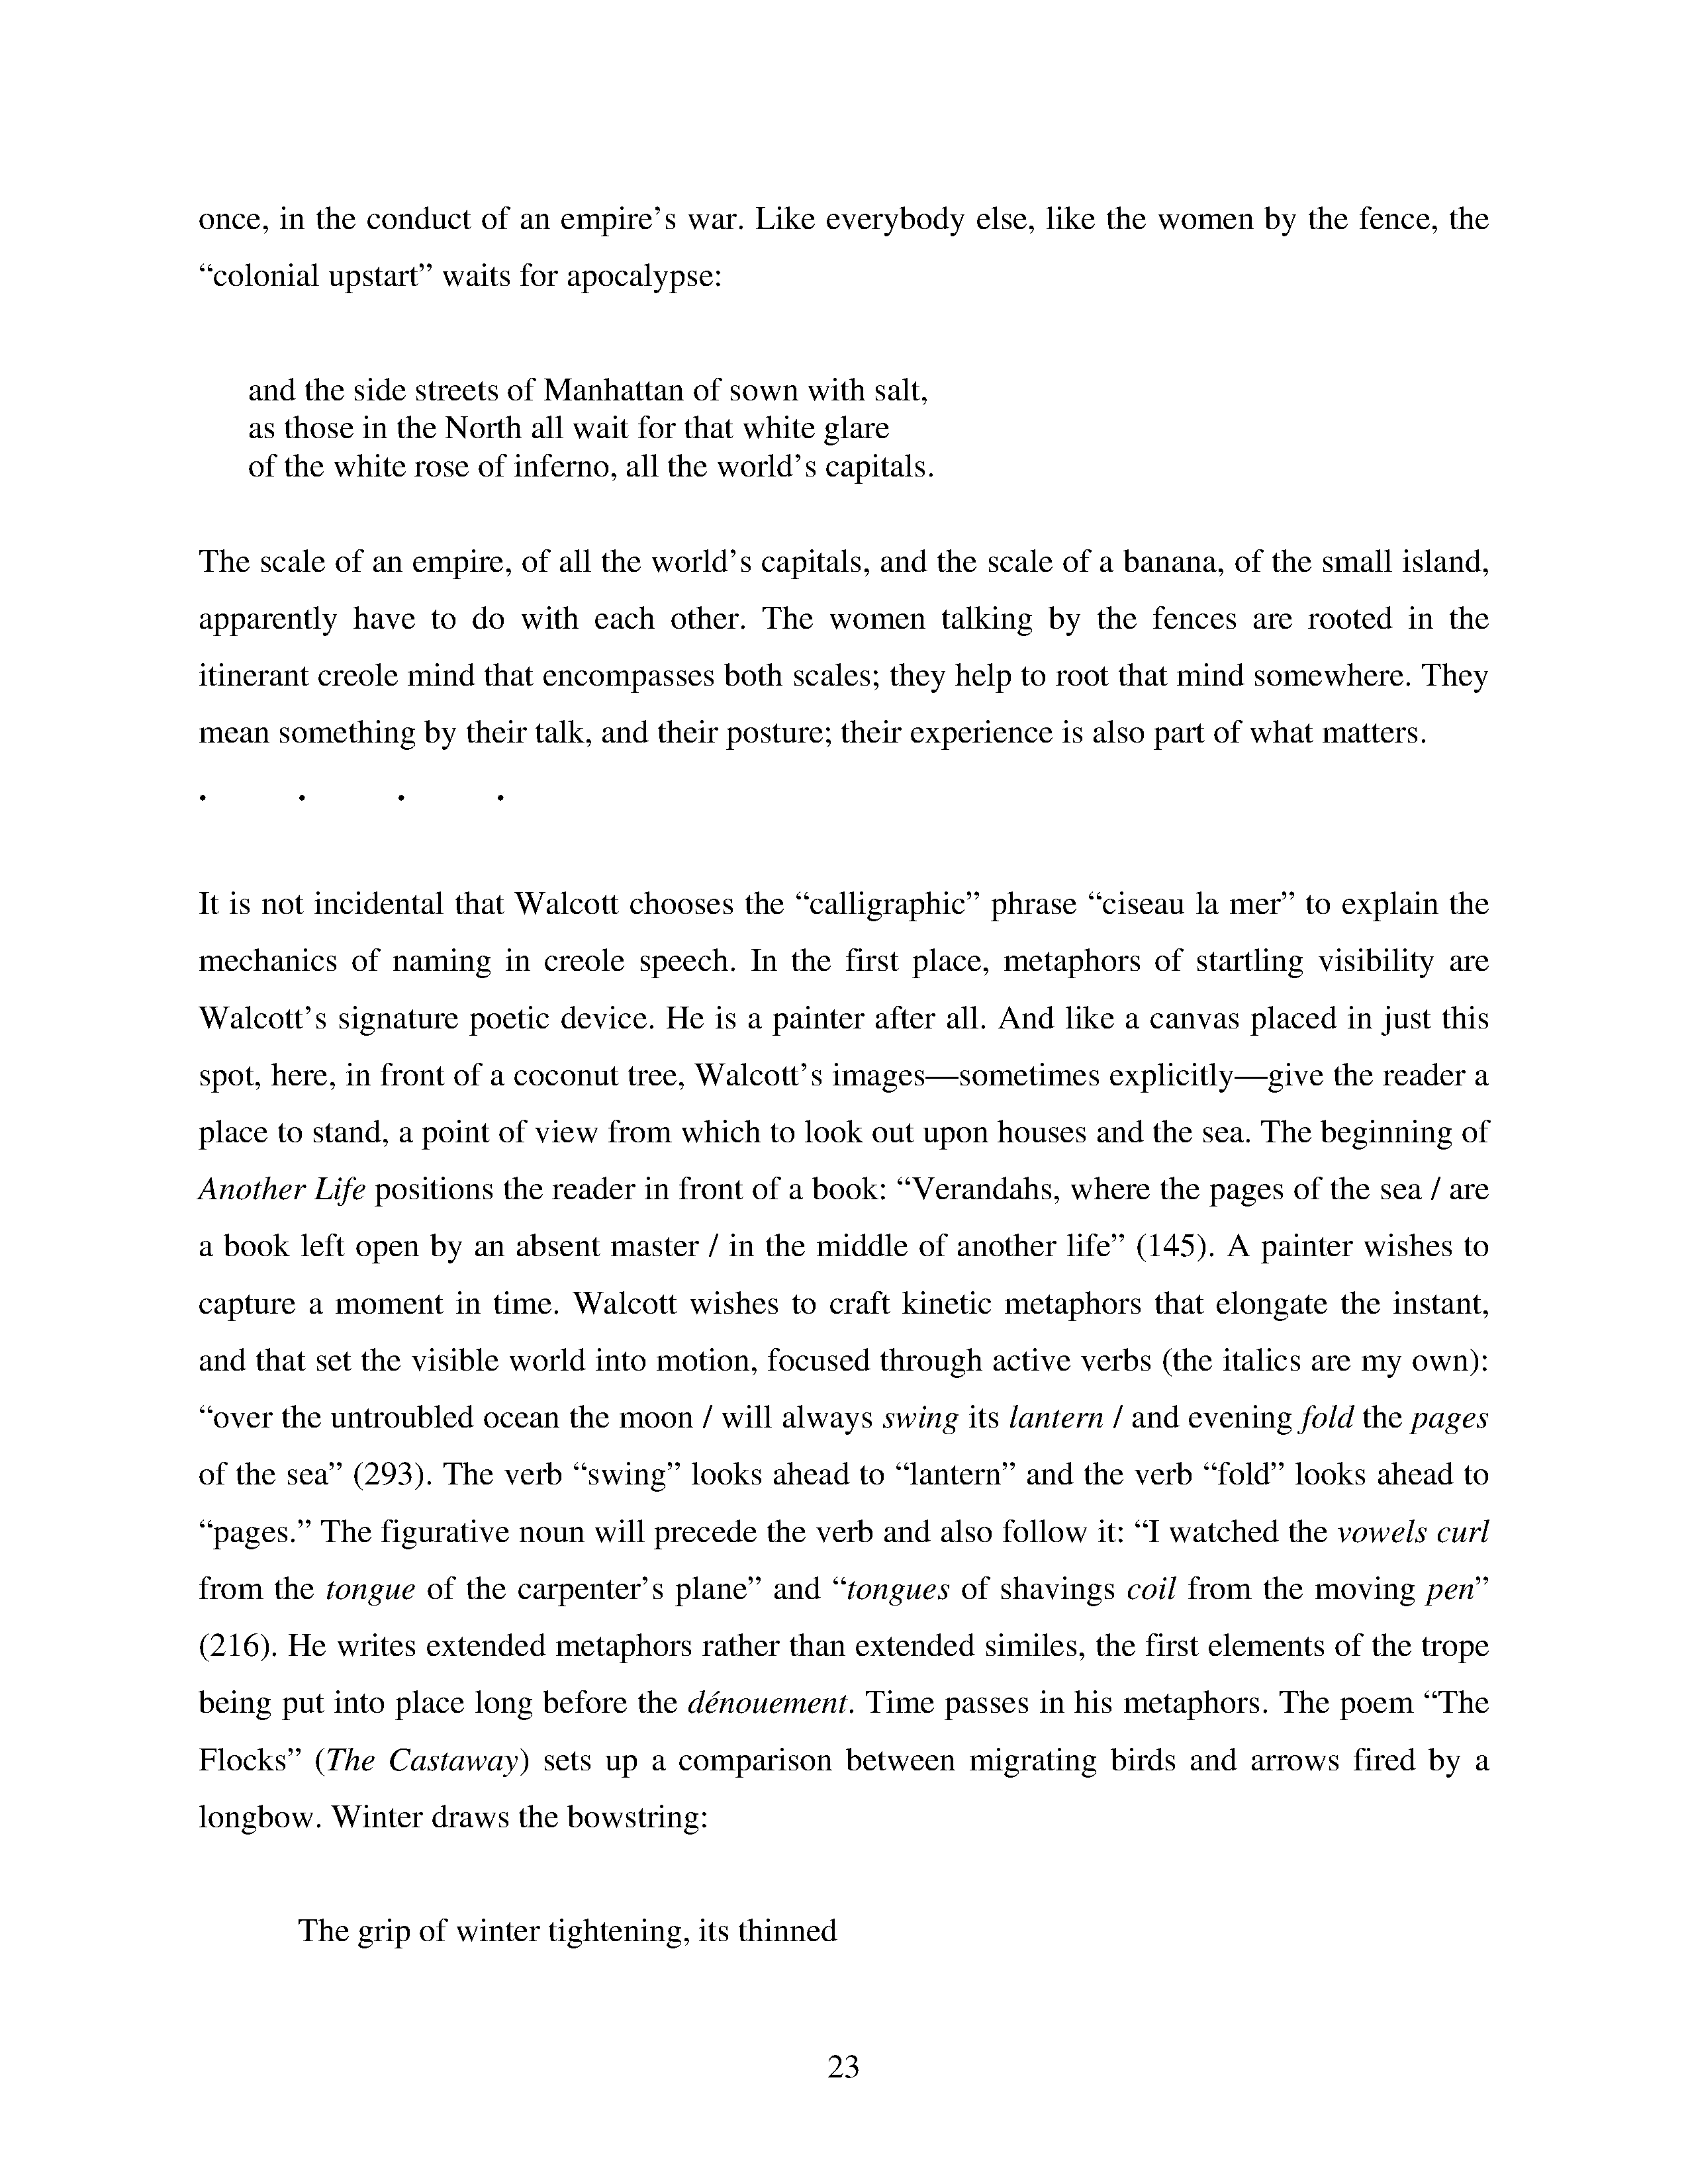 once, in the conduct of an empire’s war. Like everybody else, like the women by the fence, the
“colonial upstart” waits for apocalypse:
and the side streets of Manhattan of sown with salt,
as those in the North all wait for that white glare
of the white rose of inferno, all the world’s capitals.
The scale of an empire, of all the world’s capitals, and the scale of a banana, of the small island,
apparently have to do with each other. The women talking by the fences are rooted in the
itinerant creole mind that encompasses both scales; they help to root that mind somewhere. They
mean something by their talk, and their posture; their experience is also part of what matters.
. . . .
It is not incidental that Walcott chooses the “calligraphic” phrase “ciseau la mer” to explain the
mechanics of naming in creole speech. In the first place, metaphors of startling visibility are
Walcott’s signature poetic device. He is a painter after all. And like a canvas placed in just this
spot, here, in front of a coconut tree, Walcott’s images—sometimes explicitly—give the reader a
place to stand, a point of view from which to look out upon houses and the sea. The beginning of
Another Life positions the reader in front of a book: “Verandahs, where the pages of the sea / are
a book left open by an absent master / in the middle of another life” (145). A painter wishes to
capture a moment in time. Walcott wishes to craft kinetic metaphors that elongate the instant,
and that set the visible world into motion, focused through active verbs (the italics are my own):
“over the untroubled ocean the moon / will always swing its lantern / and evening fold the pages
of the sea” (293). The verb “swing” looks ahead to “lantern” and the verb “fold” looks ahead to
“pages.” The figurative noun will precede the verb and also follow it: “I watched the vowels curl
from the tongue of the carpenter’s plane” and “tongues of shavings coil from the moving pen”
(216). He writes extended metaphors rather than extended similes, the first elements of the trope
being put into place long before the dénouement. Time passes in his metaphors. The poem “The
Flocks” (The Castaway) sets up a comparison between migrating birds and arrows fired by a
longbow. Winter draws the bowstring:
The grip of winter tightening, its thinned
23